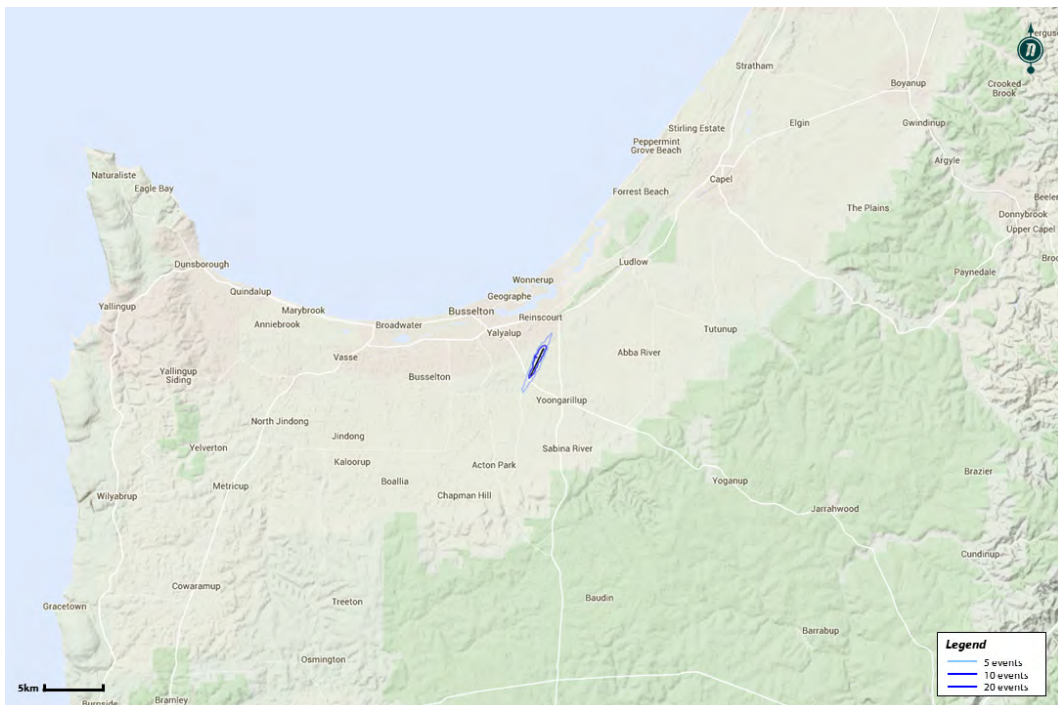 Stratham
Boyanup
Fergus
Crooked
Brook
Elgin
Gwindinup
Stirling Estate
Peppermint
Grove Beach
Argyle
Naturaliste
Eagle Bay
Capel
Forrest Beach
The Plains
Beeler
Donnybrook
Upper Capel
Dunsborough
Ludlow
Paynedale
Broo
Wonnerup
Quindalup
Geographe
Yallingup
Marybrook
Busselton
Reinscourt
Anniebrook
Broadwater
Yalyalup
Tutunup
Vasse
Abba River
Yallingup
Siding
Busselton
Yoongarillup
North Jindong
Jindong
Yelverton
Sabina River
Kaloorup
Acton Park
Brazier
Metricup
Boallia
Yoganup
Wilyabrup
Chapman Hill
Jarrahwood
Cundinup
Cowaramup
Treeton
Baudin
Gracetown
Barrabup
Osmington
Bramley
Burnside
5km
Legend
5 events
10 events
20 events